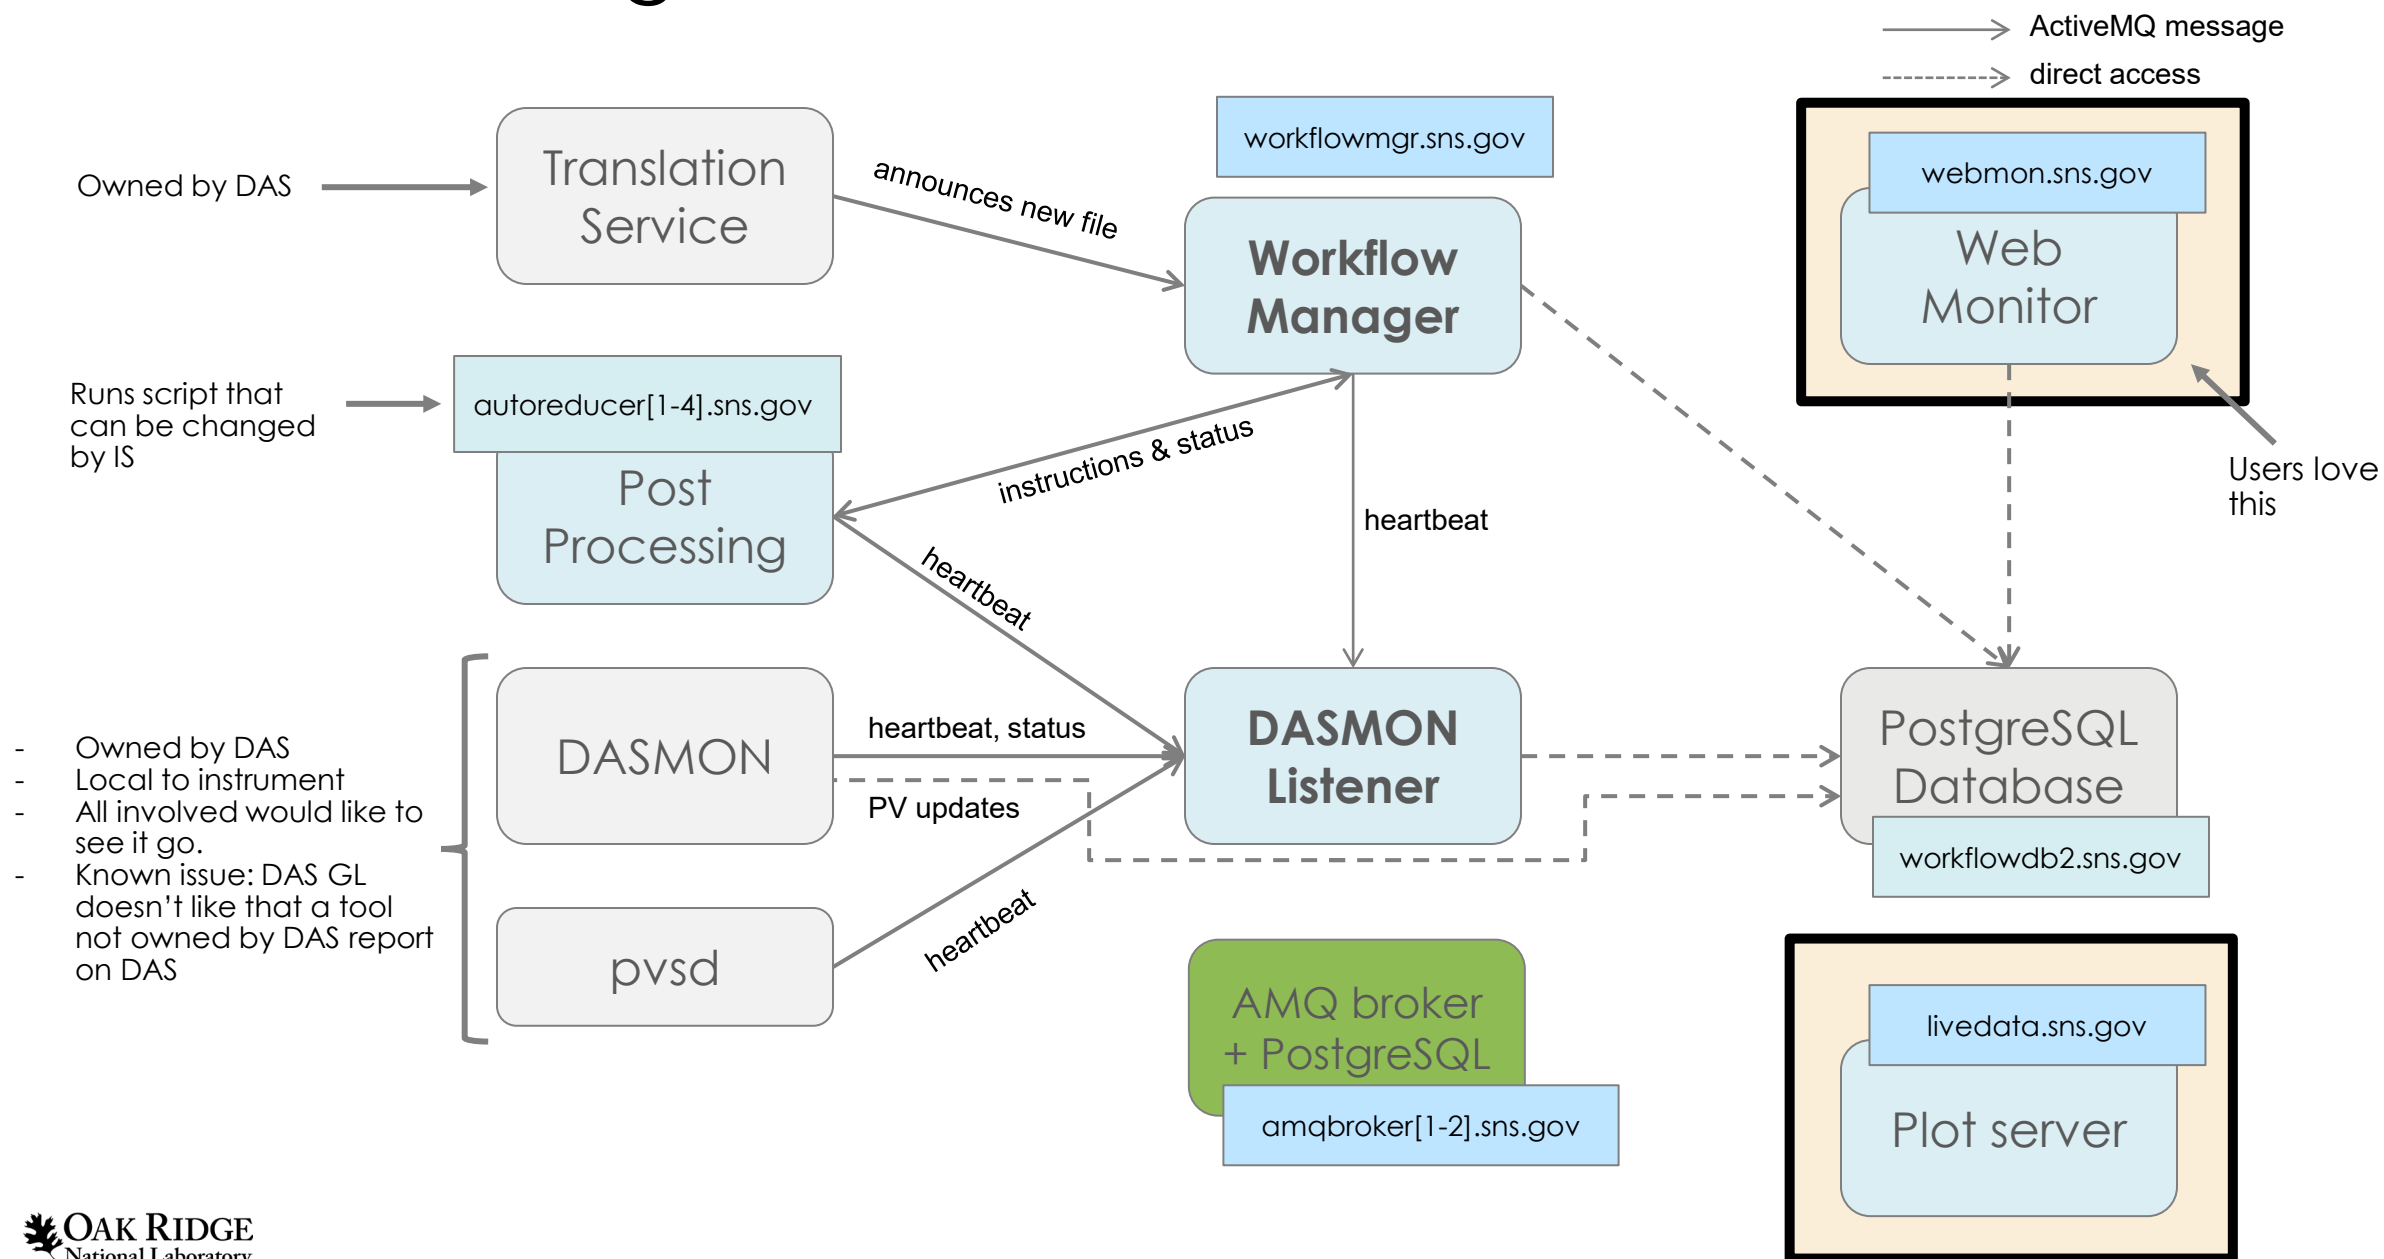 ActiveMQ message
direct access
workflowmgr.sns.gov
webmon.sns.gov
Owned by DAS
Translation
Service
announces new file
Workflow
Manager
Web
Monitor
Runs script that
can be changed
by IS
autoreducer[1-4].sns.gov
Post
Processing
instructions & status
heartbeat
heartbeat
Users love
this
- Owned by DAS
- Local to instrument
- All involved would like to
see it go.
- Known issue: DAS GL
doesn't like that a tool
not owned by DAS report
on DAS
DASMON
heartbeat, status
PV updates
DASMON
Listener
PostgreSQL
Database
workflowdb2.sns.gov
pvsd
heartbeat
AMQ broker
+ PostgreSQL
amqbroker[1-2].sns.gov
livedata.sns.gov
Plot server
OAK RIDGE
National Laboratory